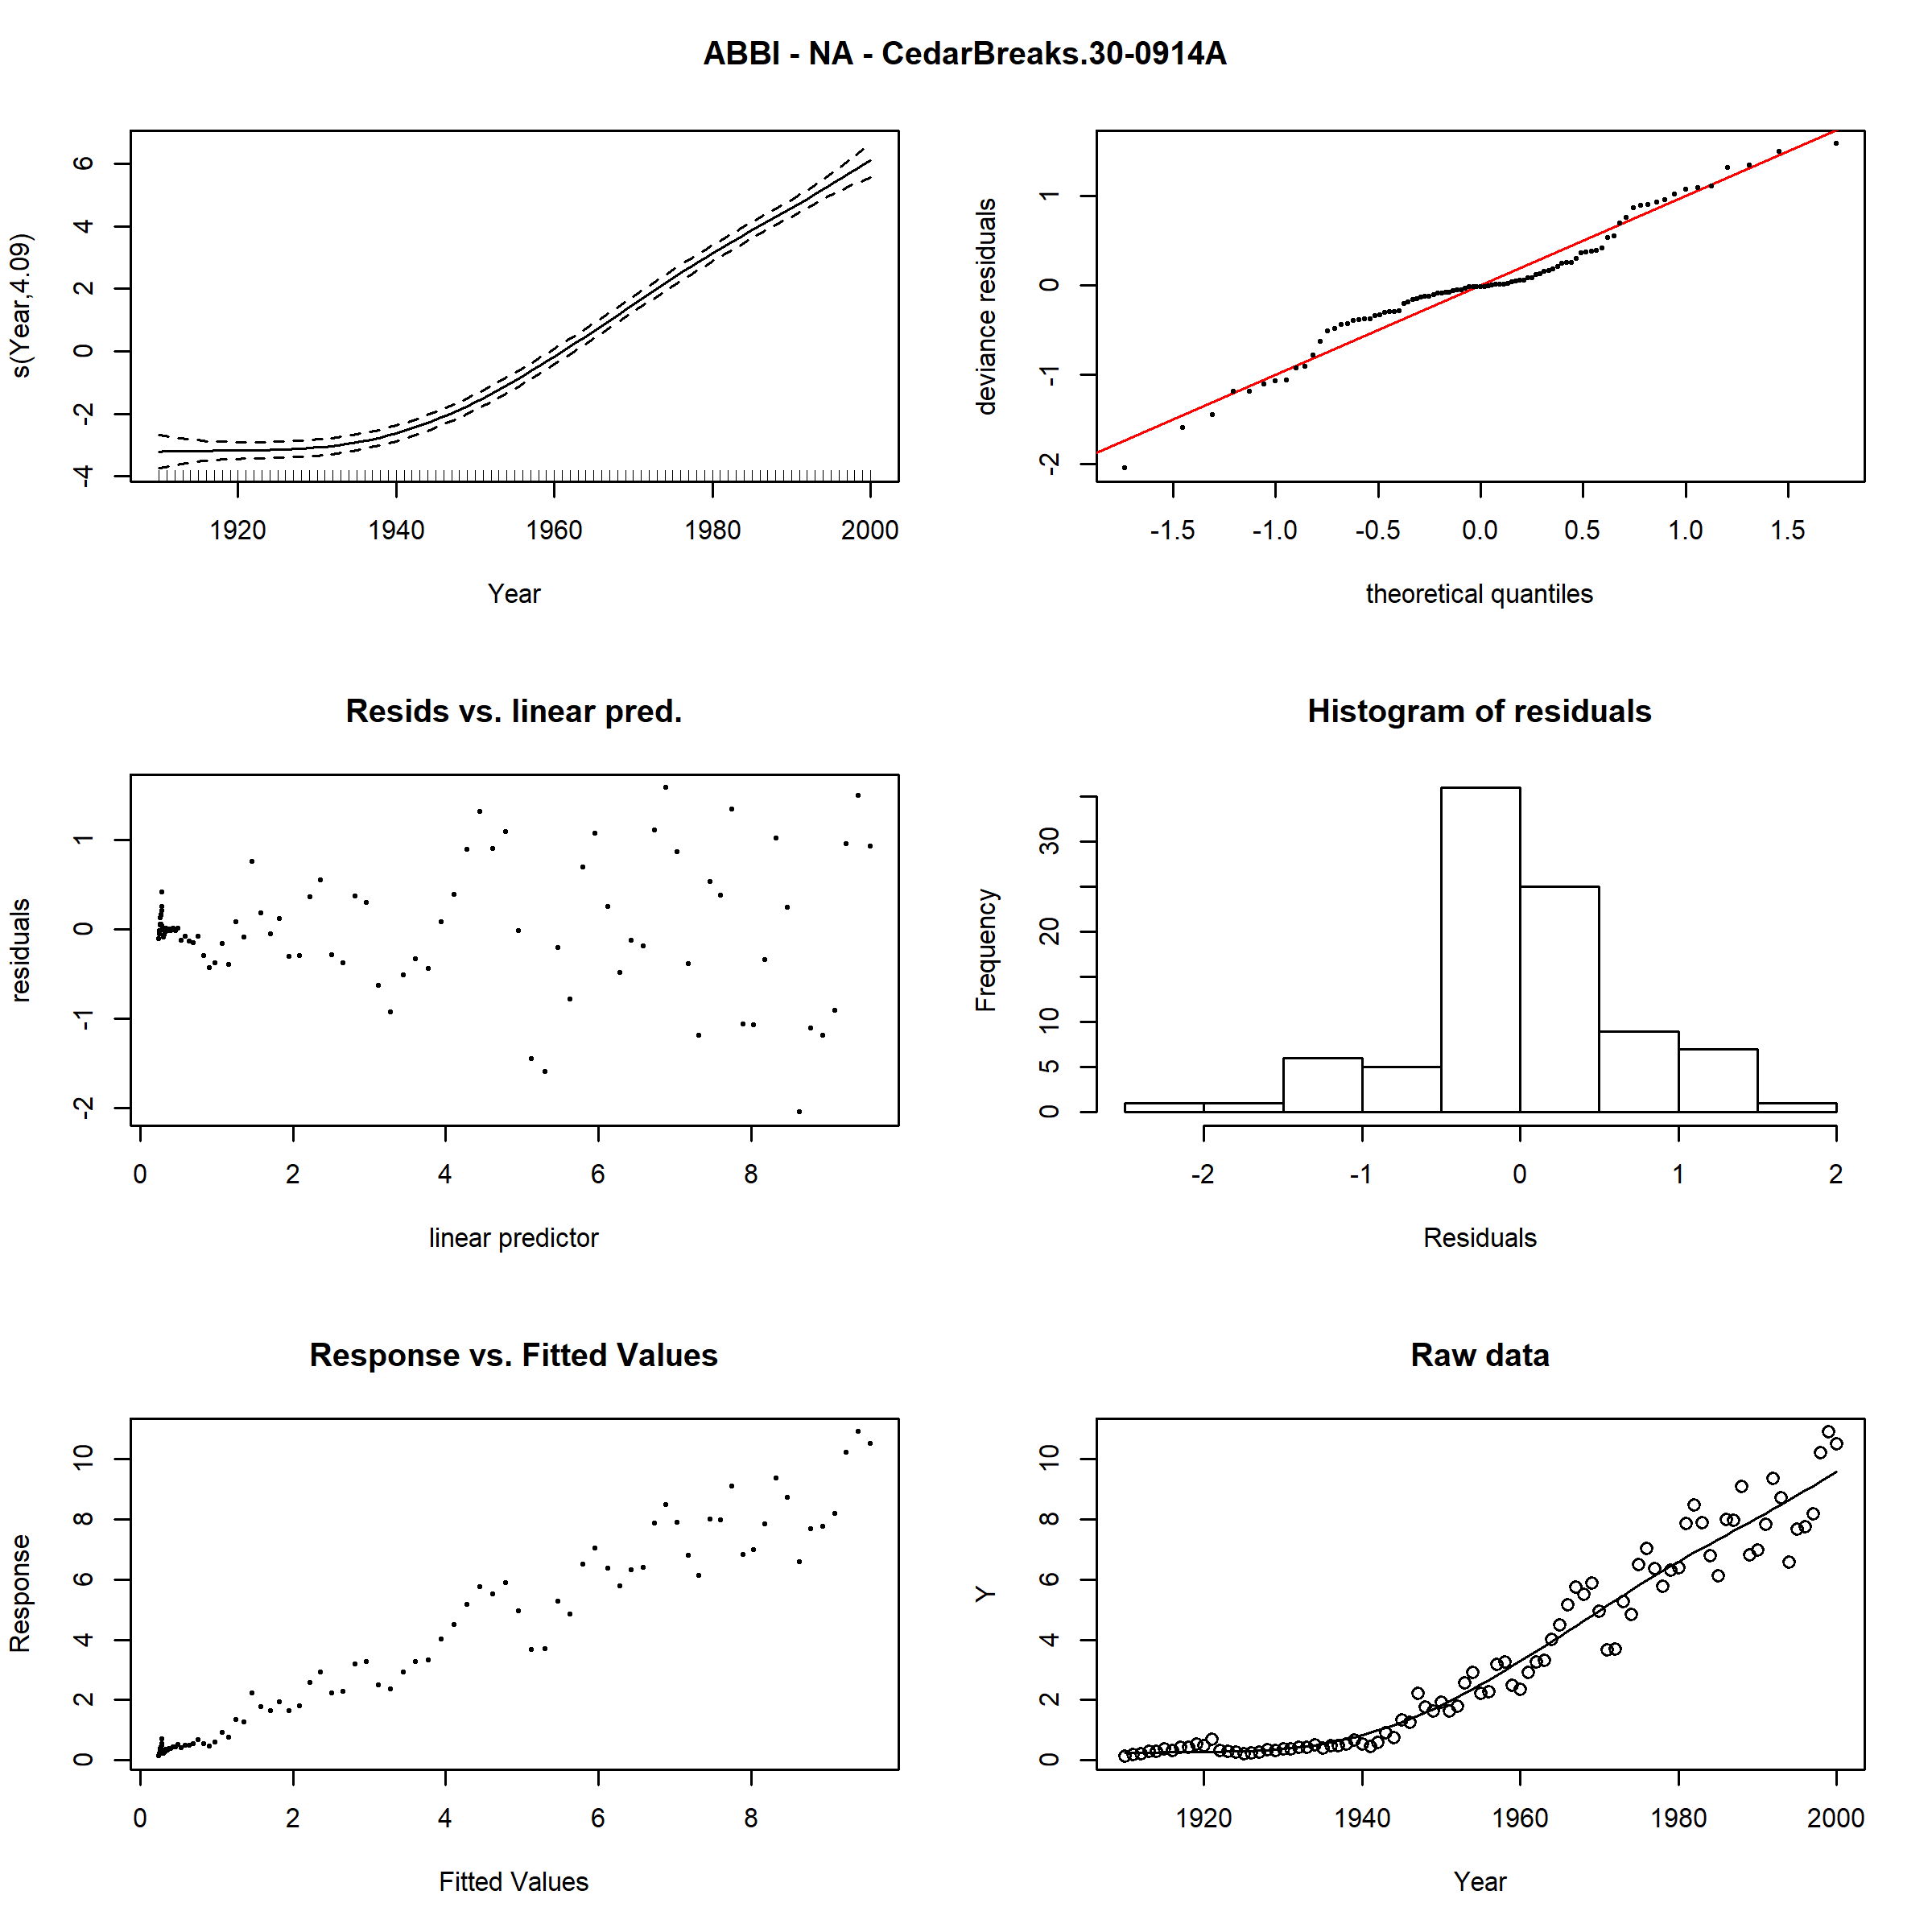 ABBI - NA - CedarBreaks.30-0914A
s(Year,4.09)
6
4
2
0
-2
-4
1920 1940 1960 1980 2000
Year
deviance residuals
1
0
-1
-2
-1.5 -1.0 -0.5 0.0 0.5 1.0 1.5
theoretical quantiles
Resids vs. linear pred.
residuals
1
0
-1
-2
0 2 4 6 8
linear predictor
Histogram of residuals
Frequency
30
20
10
5
0
-2 -1 0 1 2
Residuals
Response vs. Fitted Values
Response
10
8
6
4
2
0
0 2 4 6 8
Fitted Values
Raw data
Y
10
8
6
4
2
0
1920 1940 1960 1980 2000
Year